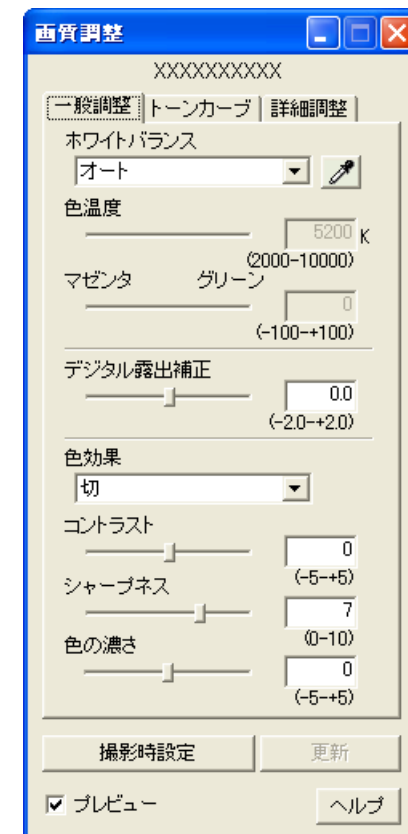 画質調整
XXXXXXXXXX
一般調整 トーンカーブ 詳細調整
ホワイトバランス
オート
色温度
5200 K
(2000-10000)
マゼンタ グリーン
0
(-100-+100)
デジタル露出補正
0.0
(-2.0-+2.0)
色効果
切
コントラスト
0
(-5-+5)
シャープネス
7
(0-10)
色の濃さ
0
(-5-+5)
撮影時設定 更新
プレビュー ヘルプ